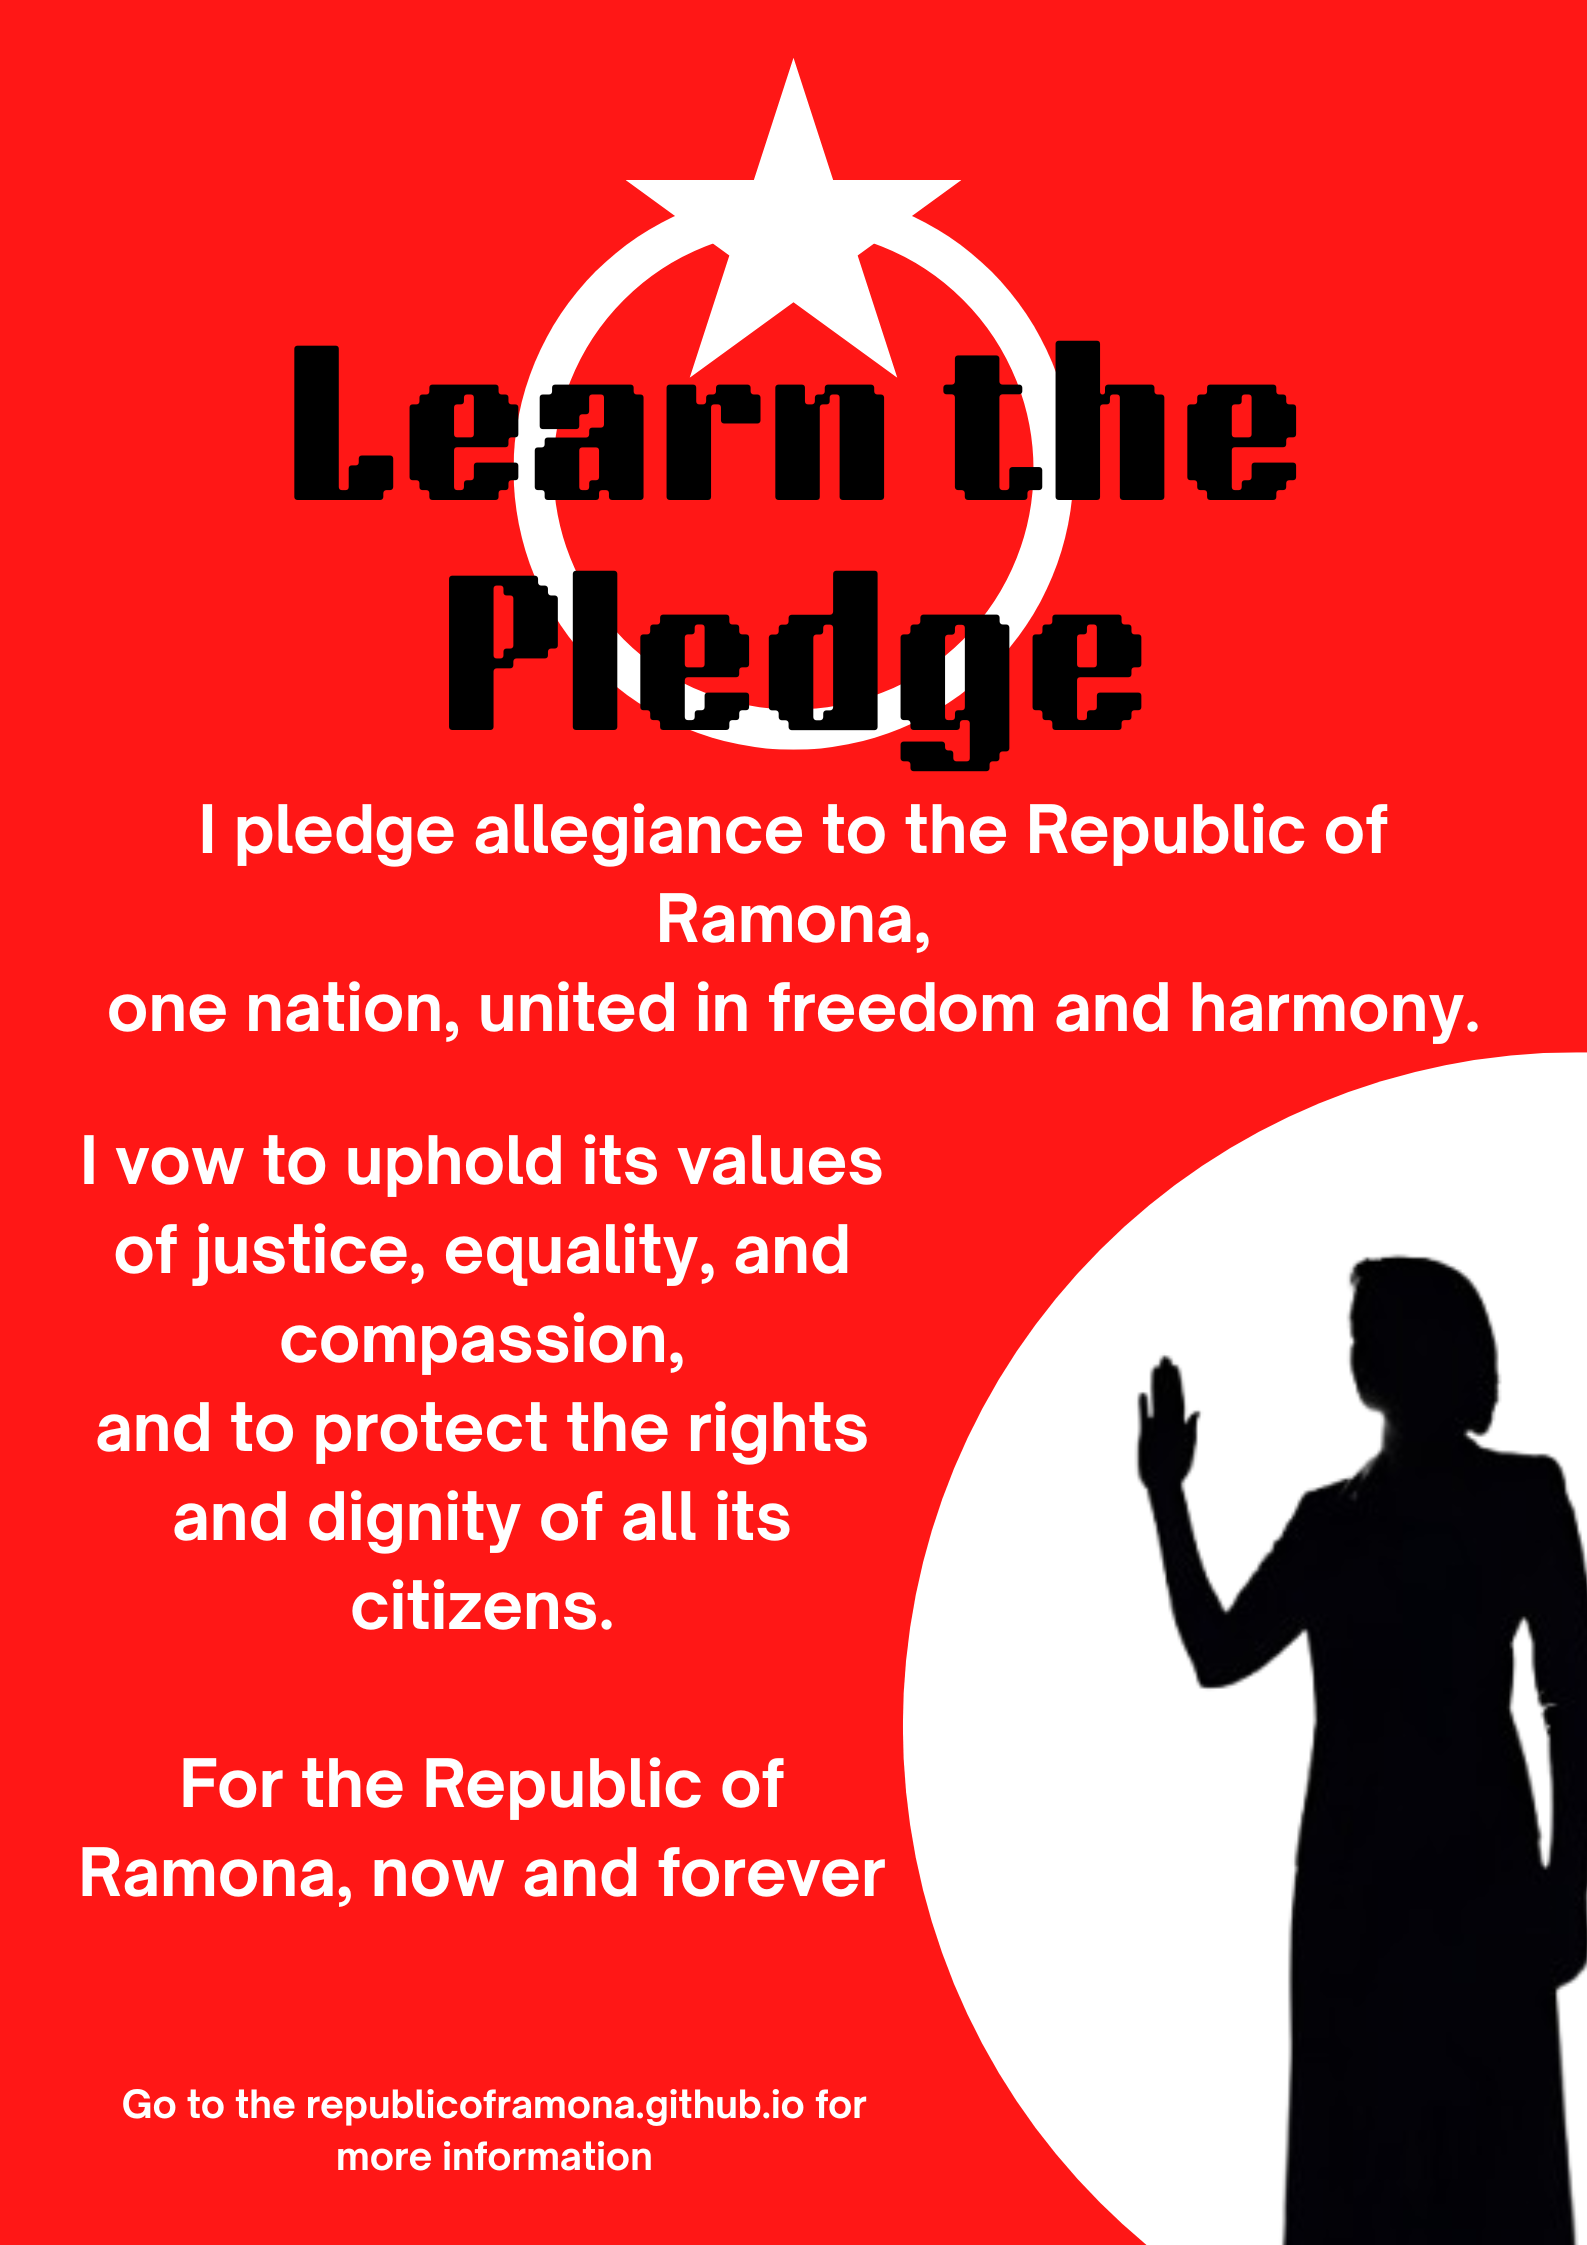 Learn the
Pledge
I pledge allegiance to the Republic of
Ramona,
one nation, united in freedom and harmony.
I vow to uphold its values
of justice, equality, and
compassion,
and to protect the rights
and dignity of all its
citizens.
For the Republic of
Ramona, now and forever
Go to the republicoframona.github.io for
more information